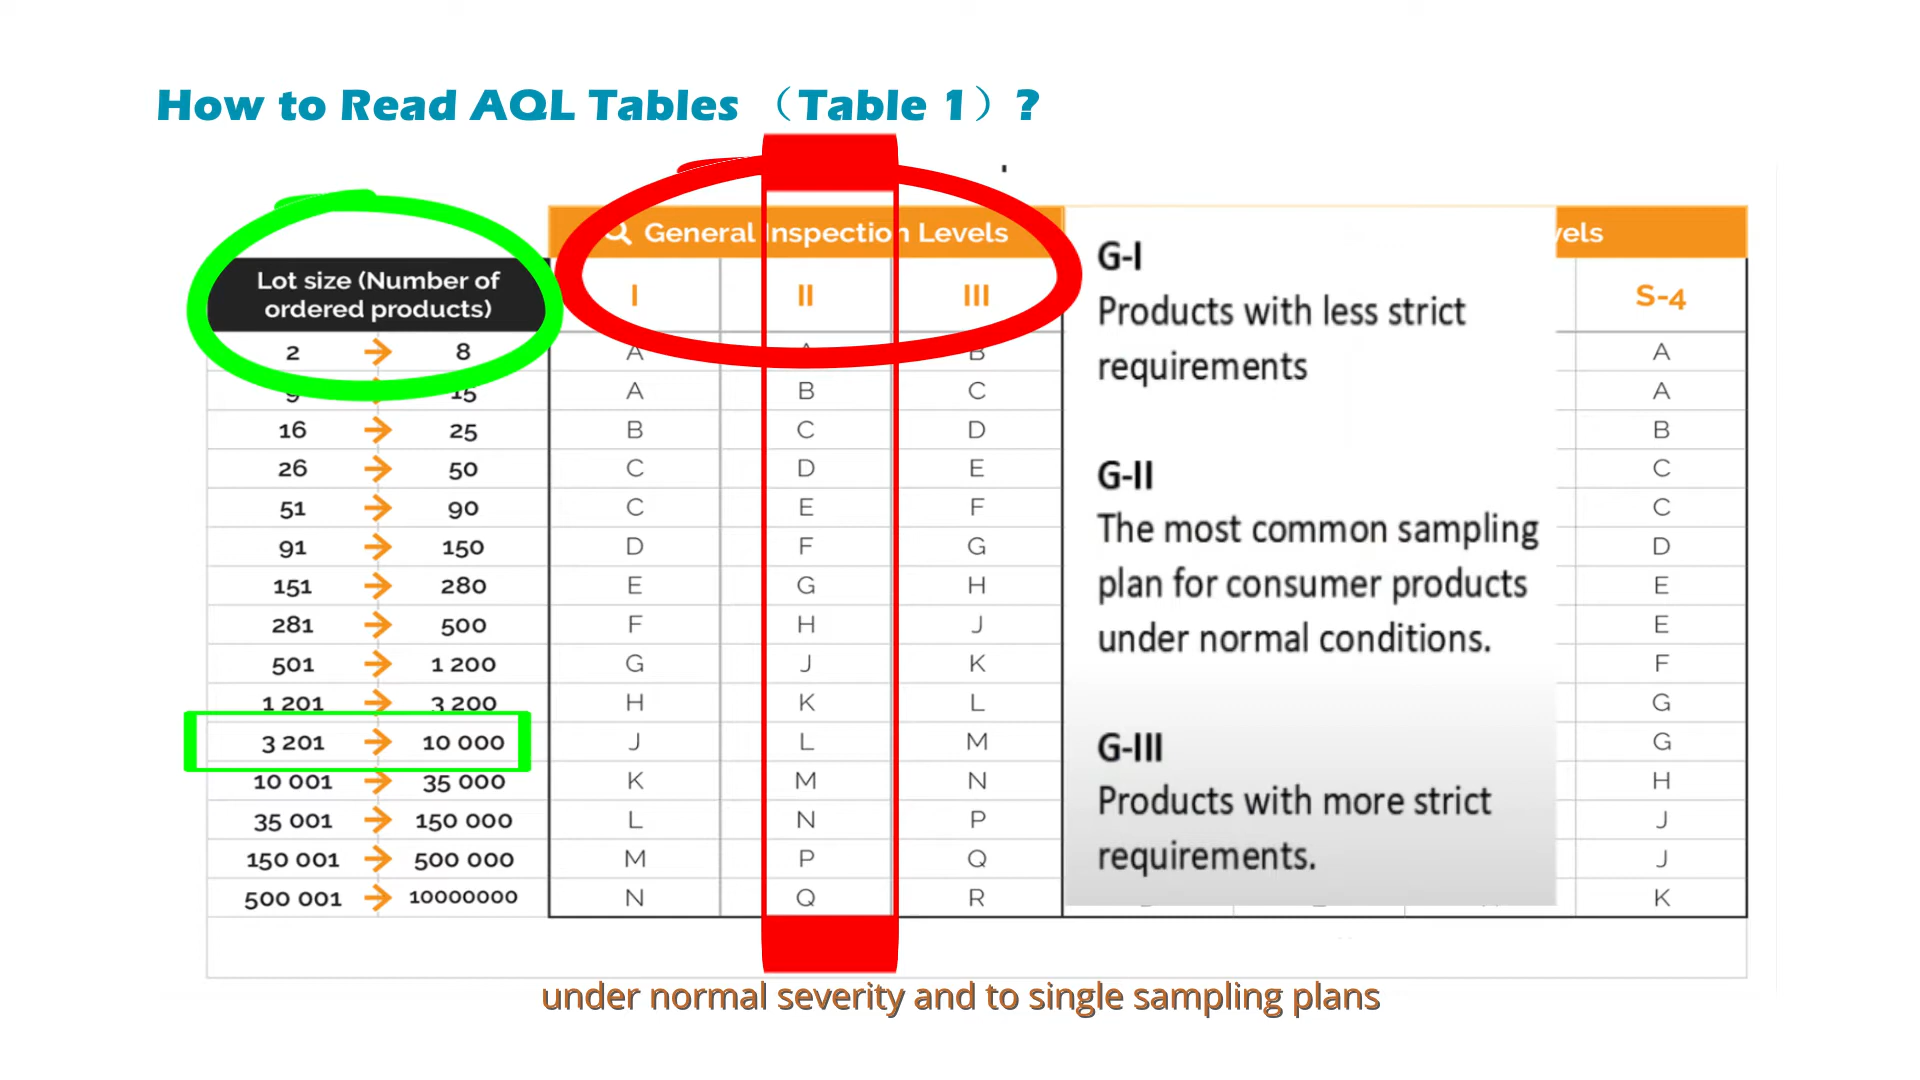 How to Read AQL Tables （Table 1）?
General Inspection Levels
Lot size (Number of ordered products)
I II III S-4
2 → 8 A A B A
9 → 15 A B C A
16 → 25 B C D B
26 → 50 C D E C
51 → 90 C E F C
91 → 150 D F G D
151 → 280 E G H E
281 → 500 F H J E
501 → 1 200 G J K F
1 201 → 3 200 H K L G
3 201 → 10 000 J L M G
10 001 → 35 000 K M N H
35 001 → 150 000 L N P J
150 001 → 500 000 M P Q J
500 001 → 10000000 N Q R K
G-I
Products with less strict
requirements
G-II
The most common sampling
plan for consumer products
under normal conditions.
G-III
Products with more strict
requirements.
under normal severity and to single sampling plans